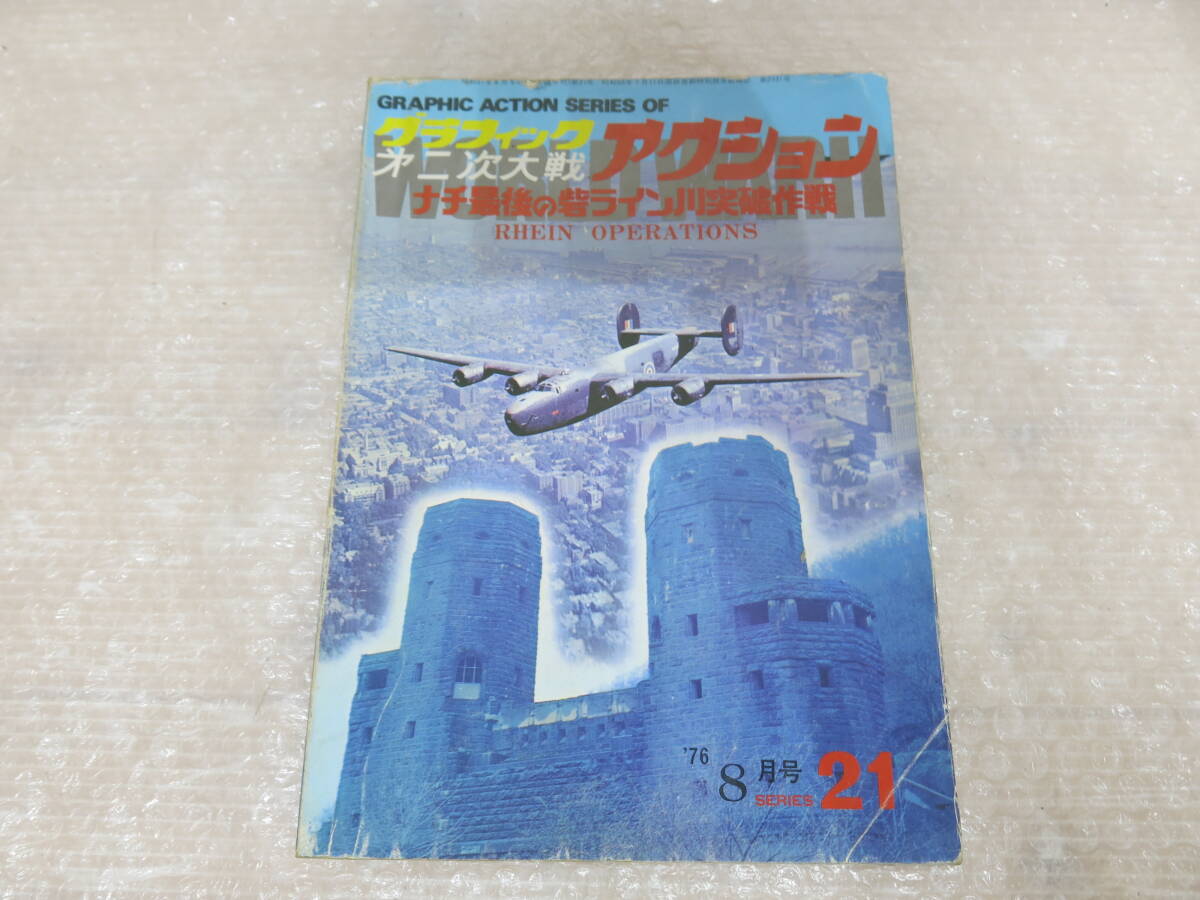 GRAPHIC ACTION SERIES OF
グラフィック アクション
才二次大戦
ナチ最後の砦ライン川突破作戦
RHEIN OPERATIONS
'76 8月号 SERIES 21